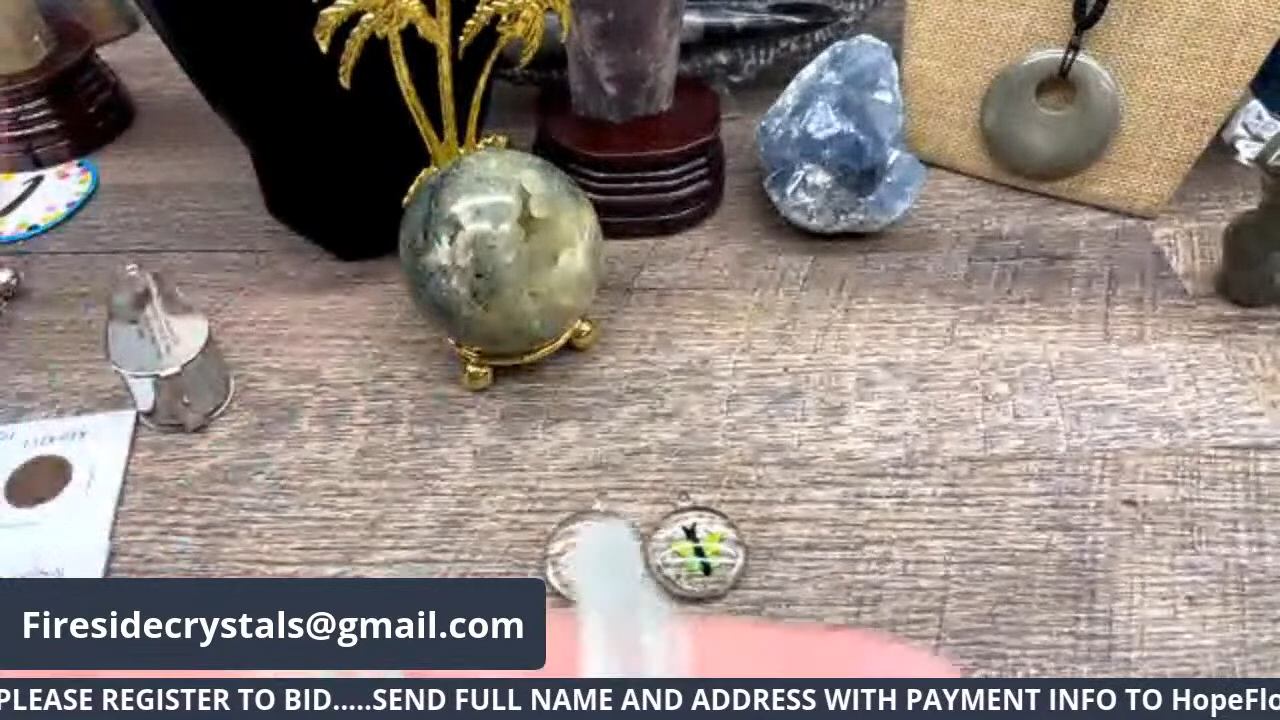 Firesidecrystals@gmail.com
PLEASE REGISTER TO BID.....SEND FULL NAME AND ADDRESS WITH PAYMENT INFO TO HopeFlo